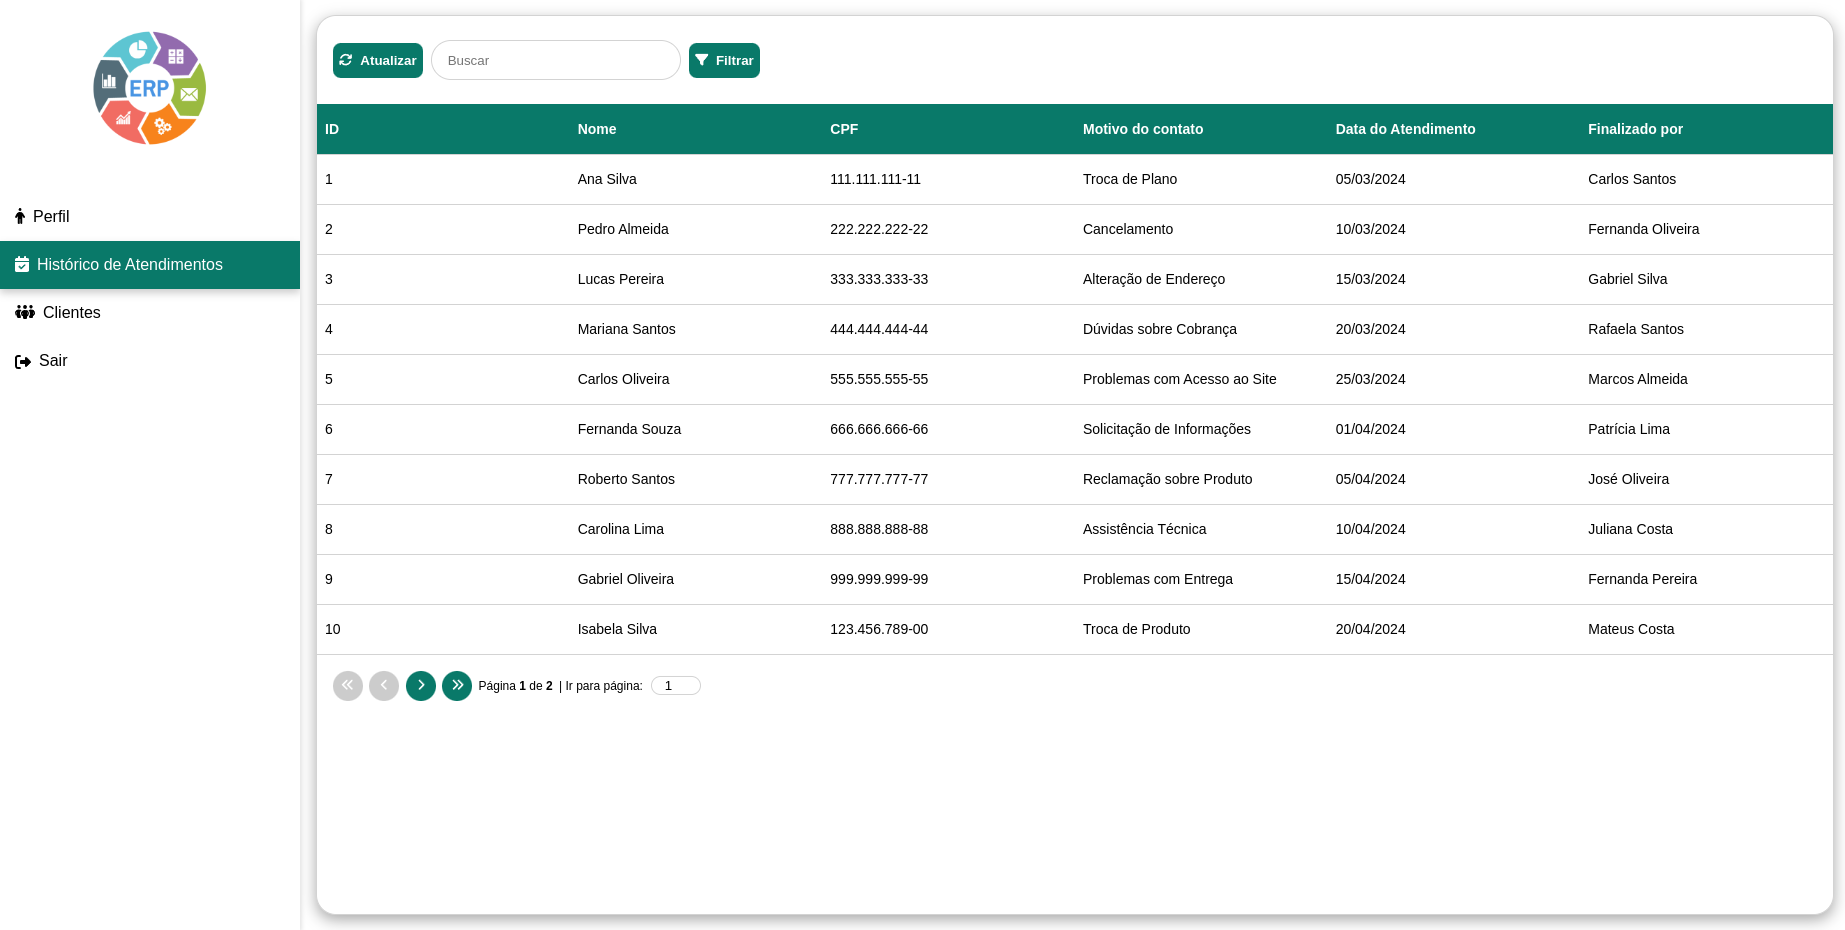 ERP
Perfil
Histórico de Atendimentos
Clientes
Sair
Atualizar Buscar Filtrar
ID Nome CPF Motivo do contato Data do Atendimento Finalizado por
1 Ana Silva 111.111.111-11 Troca de Plano 05/03/2024 Carlos Santos
2 Pedro Almeida 222.222.222-22 Cancelamento 10/03/2024 Fernanda Oliveira
3 Lucas Pereira 333.333.333-33 Alteração de Endereço 15/03/2024 Gabriel Silva
4 Mariana Santos 444.444.444-44 Dúvidas sobre Cobrança 20/03/2024 Rafaela Santos
5 Carlos Oliveira 555.555.555-55 Problemas com Acesso ao Site 25/03/2024 Marcos Almeida
6 Fernanda Souza 666.666.666-66 Solicitação de Informações 01/04/2024 Patrícia Lima
7 Roberto Santos 777.777.777-77 Reclamação sobre Produto 05/04/2024 José Oliveira
8 Carolina Lima 888.888.888-88 Assistência Técnica 10/04/2024 Juliana Costa
9 Gabriel Oliveira 999.999.999-99 Problemas com Entrega 15/04/2024 Fernanda Pereira
10 Isabela Silva 123.456.789-00 Troca de Produto 20/04/2024 Mateus Costa
Página 1 de 2 | Ir para página: 1